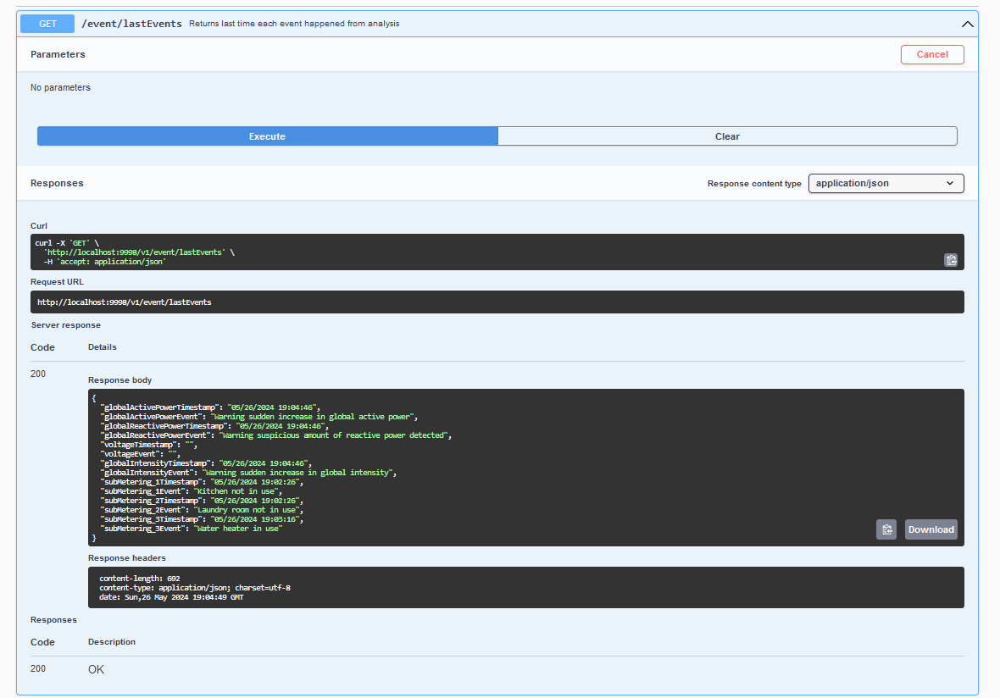 GET /event/lastEvents Returns last time each event happened from analysis
Parameters
Cancel
No parameters
Execute
Clear
Responses
Response content type
application/json
Curl
curl -X 'GET' \
'http://localhost:9998/v1/event/lastEvents' \
-H 'accept: application/json'
Request URL
http://localhost:9998/v1/event/lastEvents
Server response
Code Details
200
Response body
{
"globalActivePowerTimestamp": "05/26/2024 19:04:46",
"globalActivePowerEvent": "Warning sudden increase in global active power",
"globalReactivePowerTimestamp": "05/26/2024 19:04:46",
"globalReactivePowerEvent": "Warning suspicious amount of reactive power detected",
"voltageTimestamp": "",
"voltageEvent": "",
"globalIntensityTimestamp": "05/26/2024 19:04:46",
"globalIntensityEvent": "Warning sudden increase in global intensity",
"subMetering_1Timestamp": "05/26/2024 19:02:26",
"subMetering_1Event": "Kitchen not in use",
"subMetering_2Timestamp": "05/26/2024 19:02:26",
"subMetering_2Event": "Laundry room not in use",
"subMetering_3Timestamp": "05/26/2024 19:03:16",
"subMetering_3Event": "Water heater in use"
}
Download
Response headers
content-length: 692
content-type: application/json; charset=utf-8
date: Sun,26 May 2024 19:04:49 GMT
Responses
Code Description
200 OK